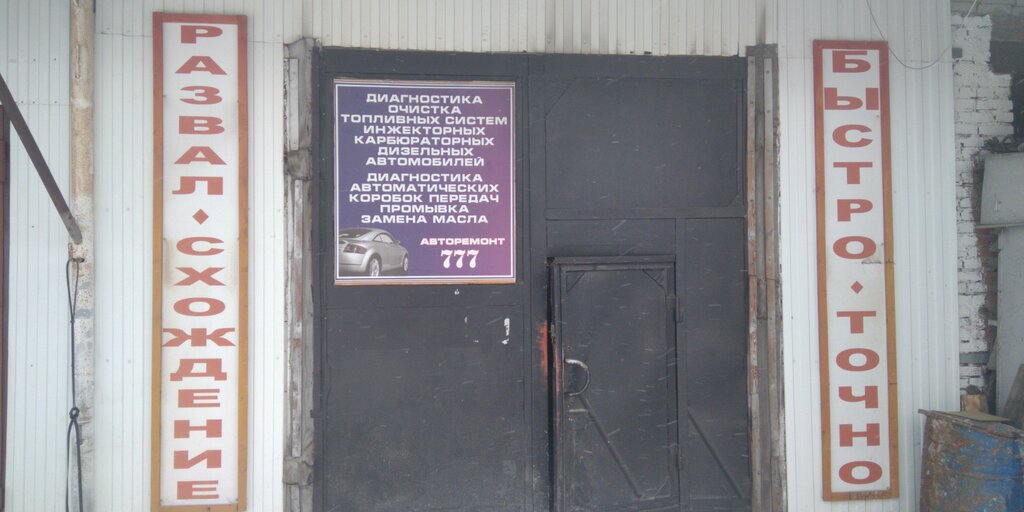 РАЗВАЛ·СХОЖДЕНИЕ
ДИАГНОСТИКА
ОЧИСТКА
ТОПЛИВНЫХ СИСТЕМ
ИНЖЕКТОРНЫХ
КАРБЮРАТОРНЫХ
ДИЗЕЛЬНЫХ
АВТОМОБИЛЕЙ
ДИАГНОСТИКА
АВТОМАТИЧЕСКИХ
КОРОБОК ПЕРЕДАЧ
ПРОМЫВКА
ЗАМЕНА МАСЛА
АВТОРЕМОНТ
777
БЫСТРО·ТОЧНО